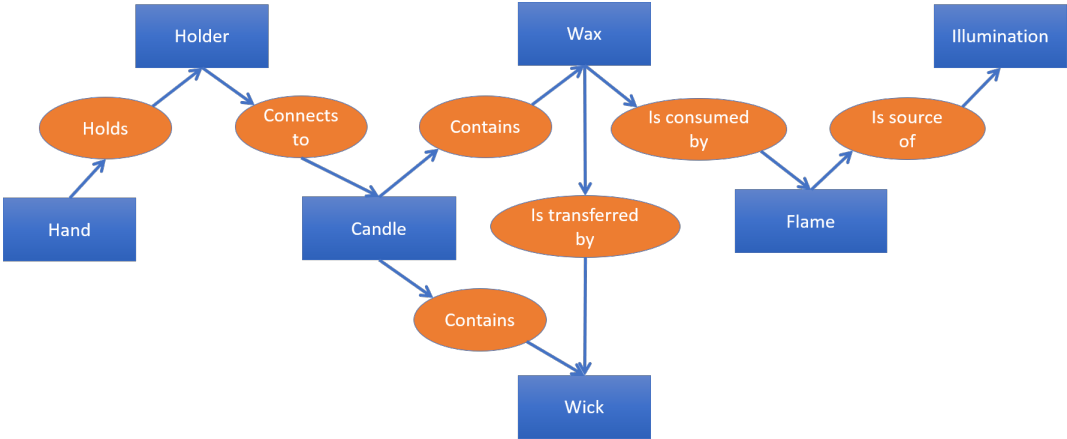 Holder
Wax
Illumination
Holds
Connects
to
Contains
Is consumed
by
Is source
of
Hand
Candle
Is transferred
by
Flame
Contains
Wick